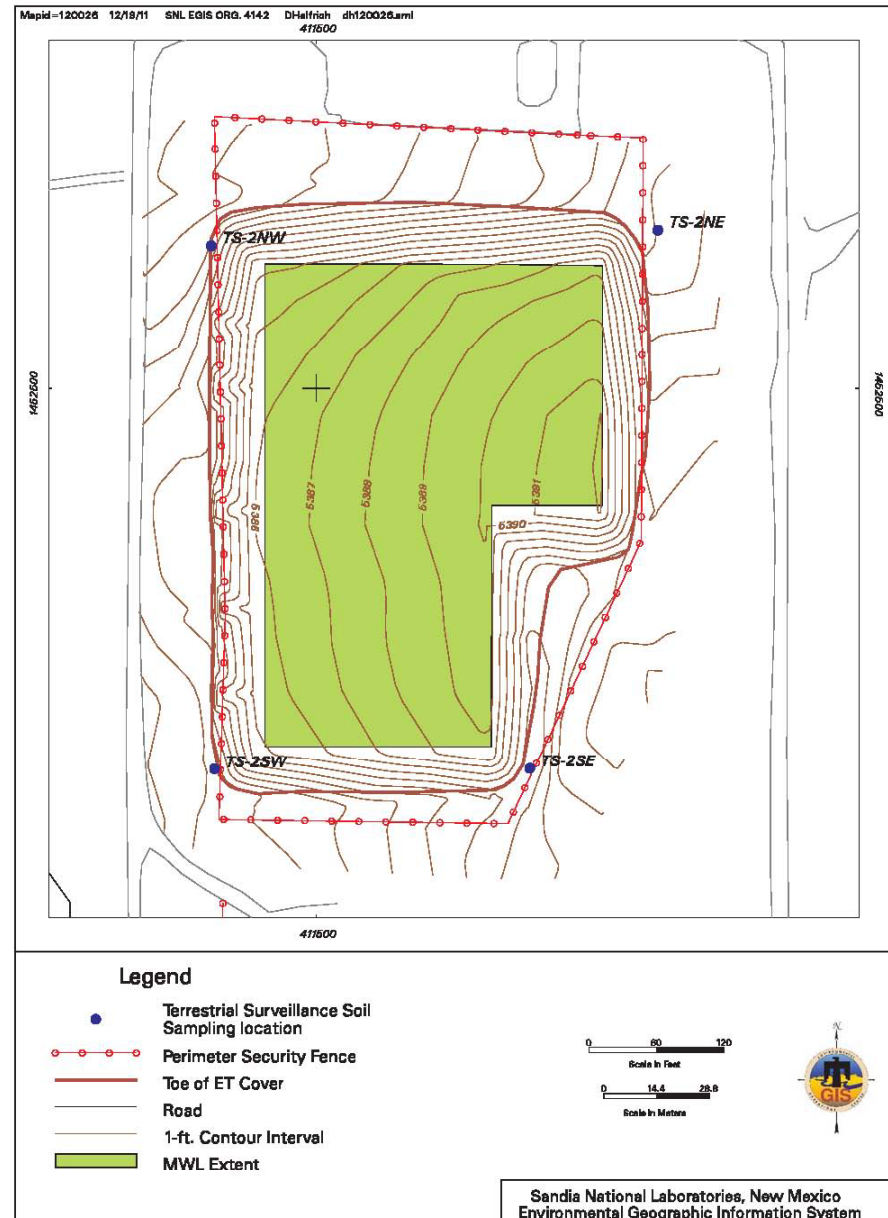 Mapid=120026 12/19/11 SNL EGIS ORG. 4142 DHelfrich dh120026.aml
411500
TS-2NE
TS-2NW
1452500
1452500
5386
5387
5388
5389
5391
5390
TS-2SW
TS-2SE
411500
Legend
Terrestrial Surveillance Soil
Sampling location
Perimeter Security Fence
Toe of ET Cover
Road
1-ft. Contour Interval
MWL Extent
0 60 120
Scale in Feet
0 14.4 28.8
Scale in Meters
N
GIS
Sandia National Laboratories, New Mexico
Environmental Geographic Information System